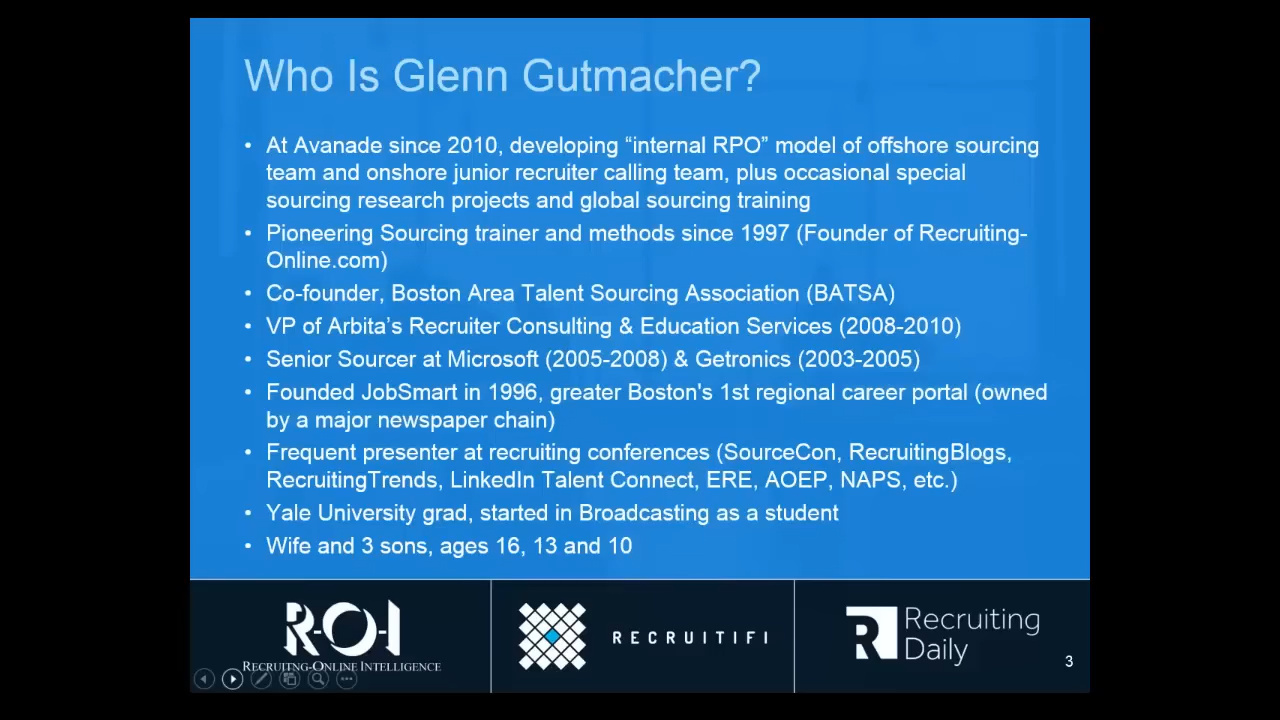 Who Is Glenn Gutmacher?
• At Avanade since 2010, developing “internal RPO” model of offshore sourcing
team and onshore junior recruiter calling team, plus occasional special
sourcing research projects and global sourcing training
• Pioneering Sourcing trainer and methods since 1997 (Founder of Recruiting-
Online.com)
• Co-founder, Boston Area Talent Sourcing Association (BATSA)
• VP of Arbita’s Recruiter Consulting & Education Services (2008-2010)
• Senior Sourcer at Microsoft (2005-2008) & Getronics (2003-2005)
• Founded JobSmart in 1996, greater Boston's 1st regional career portal (owned
by a major newspaper chain)
• Frequent presenter at recruiting conferences (SourceCon, RecruitingBlogs,
RecruitingTrends, LinkedIn Talent Connect, ERE, AOEP, NAPS, etc.)
• Yale University grad, started in Broadcasting as a student
• Wife and 3 sons, ages 16, 13 and 10
R-O-I
RECRUITNG-ONLINE INTELLIGENCE
RECRUITIFI
R
Recruiting
Daily
3